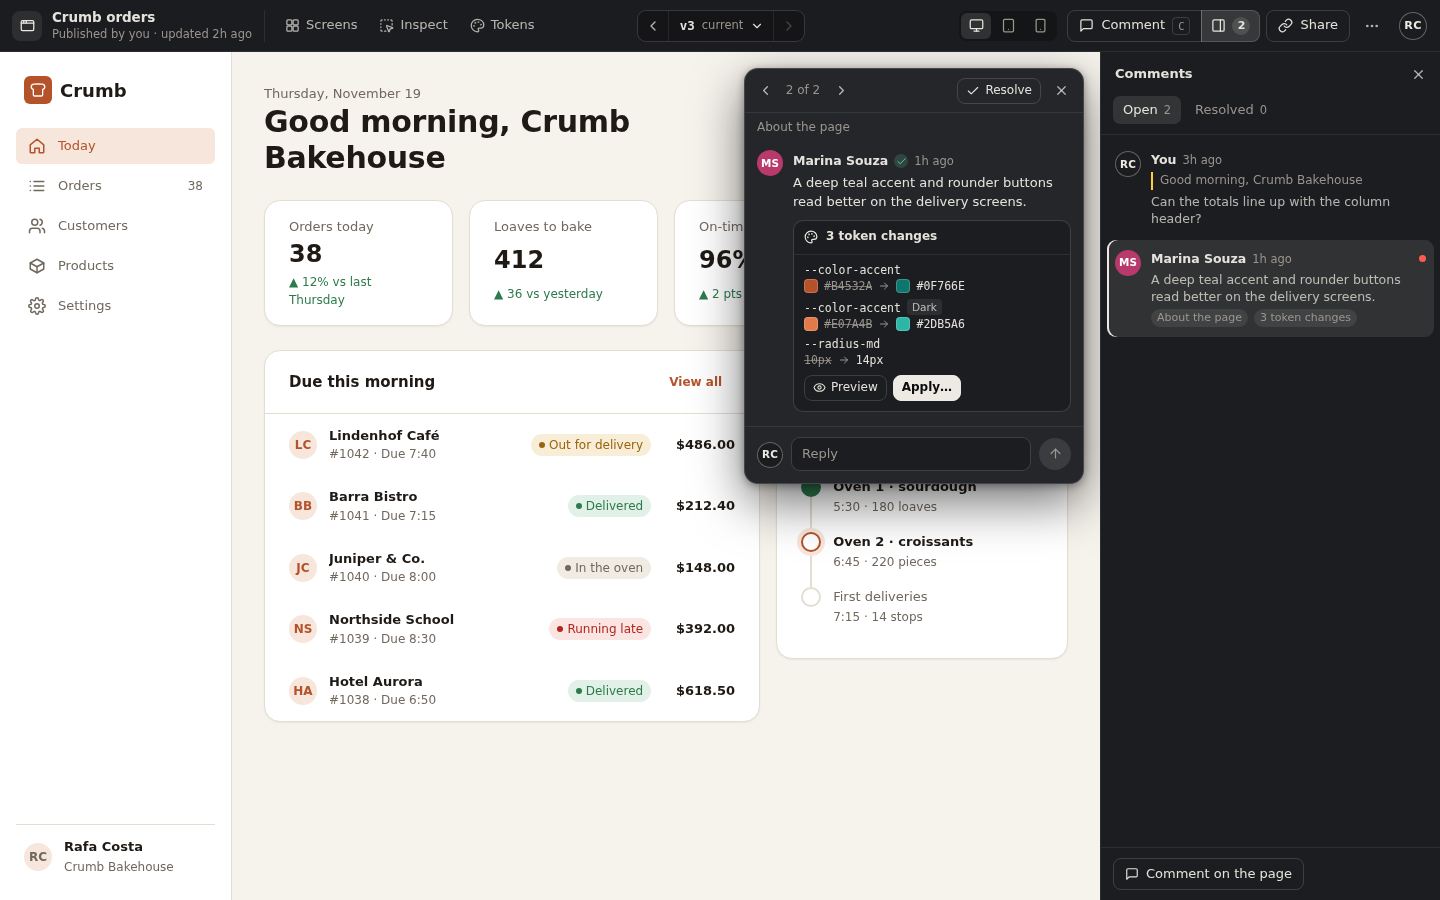 Crumb orders
Published by you · updated 2h ago
Screens
Inspect
Tokens
v3 current
Comment C
2
Share
RC
Crumb
Today
Orders 38
Customers
Products
Settings
Rafa Costa
RC
Crumb Bakehouse
Thursday, November 19
Good morning, Crumb
Bakehouse
Orders today
38
▲ 12% vs last
Thursday
Loaves to bake
412
▲ 36 vs yesterday
On-tim
96%
▲ 2 pts
Due this morning
View all
LC
Lindenhof Café
#1042 · Due 7:40
Out for delivery
$486.00
BB
Barra Bistro
#1041 · Due 7:15
Delivered
$212.40
JC
Juniper & Co.
#1040 · Due 8:00
In the oven
$148.00
NS
Northside School
#1039 · Due 8:30
Running late
$392.00
HA
Hotel Aurora
#1038 · Due 6:50
Delivered
$618.50
Oven 1 · sourdough
5:30 · 180 loaves
Oven 2 · croissants
6:45 · 220 pieces
First deliveries
7:15 · 14 stops
2 of 2
Resolve
About the page
MS
Marina Souza 1h ago
A deep teal accent and rounder buttons
read better on the delivery screens.
3 token changes
--color-accent
#B4532A → #0F766E
--color-accent Dark
#E07A4B → #2DB5A6
--radius-md
10px → 14px
Preview
Apply…
RC
Reply
Comments
Open 2
Resolved 0
RC
You 3h ago
Good morning, Crumb Bakehouse
Can the totals line up with the column
header?
MS
Marina Souza 1h ago
A deep teal accent and rounder buttons
read better on the delivery screens.
About the page
3 token changes
Comment on the page